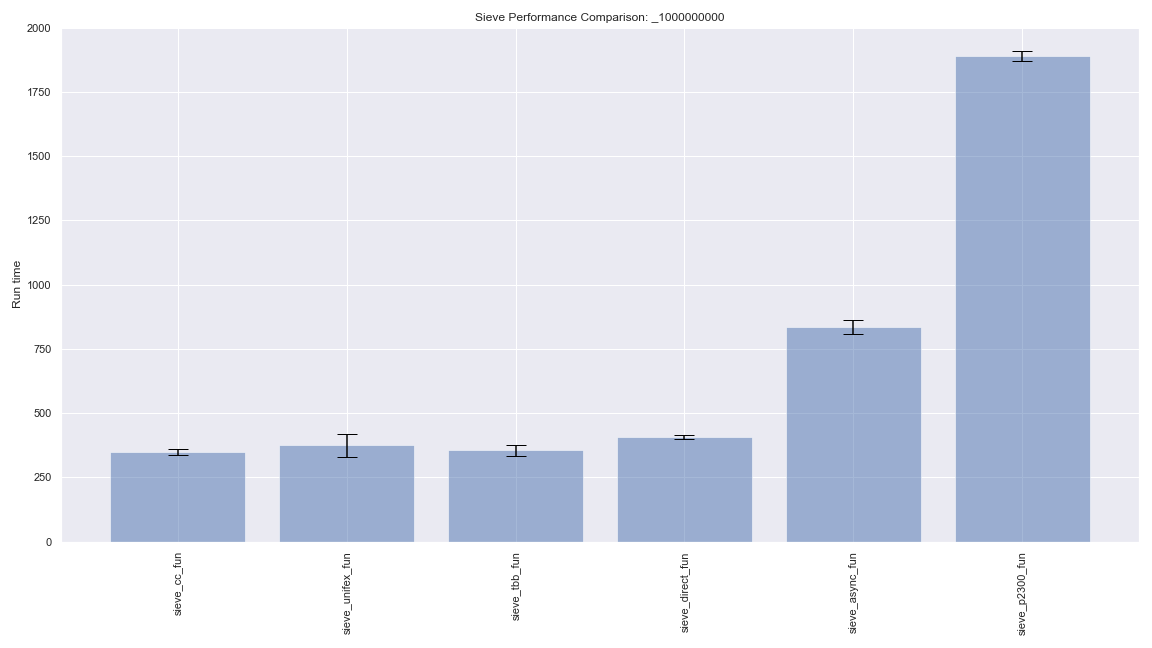 Sieve Performance Comparison: _1000000000
2000
1750
1500
1250
1000
750
500
250
0
Run time
sieve_cc_fun
sieve_unifex_fun
sieve_tbb_fun
sieve_direct_fun
sieve_async_fun
sieve_p2300_fun